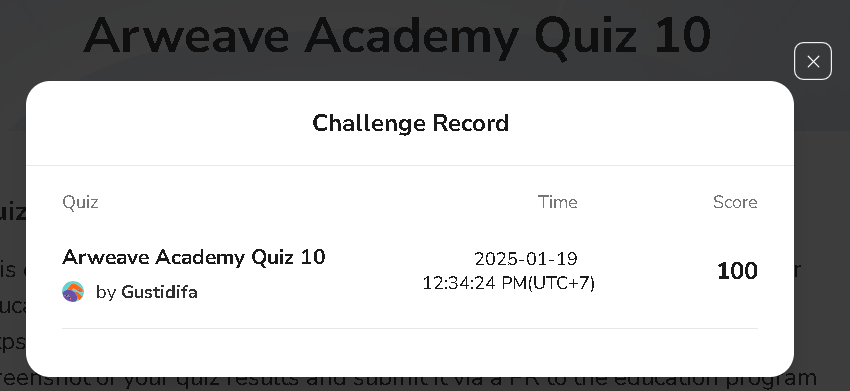 Arweave Academy Quiz 10
Challenge Record
Quiz Time Score
Arweave Academy Quiz 10
2025-01-19
12:34:24 PM(UTC+7)
100
by Gustidifa
reenshot of your quiz results and submit it via a PR to the education program